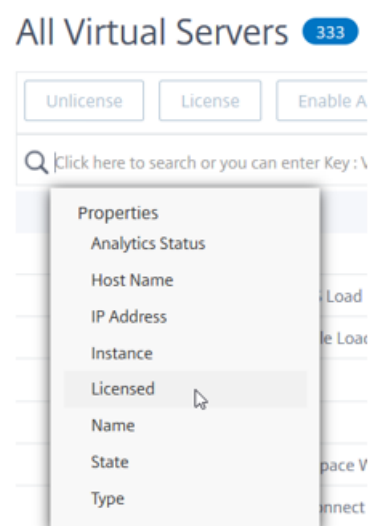 All Virtual Servers 333
Unlicense License Enable A
Click here to search or you can enter Key : V
Properties
Analytics Status
Host Name
IP Address
Load
Instance
le Load
Licensed
Name
State
pace W
Type
nnect